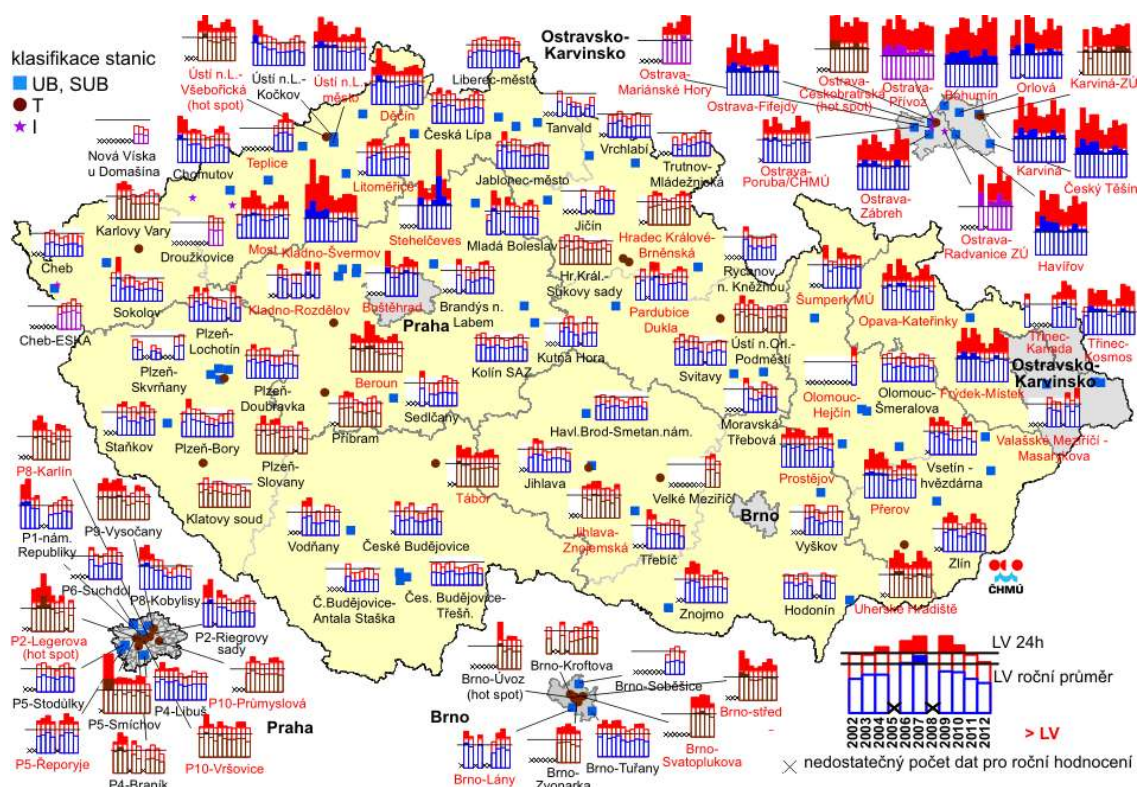 klasifikace stanic
UB, SUB
T
I
Ústí n.L.-
Všebořická
(hot spot)
Ústí n.L.-
Kočkov
Ústí n.L.-
město
Děčín
Liberec-město
Česká Lípa
Tanvald
Vrchlabí
Trutnov-
Mládežnická
Ostravsko-
Karvinsko
Ostrava-
Mariánské Hory
Ostrava-Fifejdy
Ostrava-
Českobratrská
(hot spot)
Ostrava-
Přívoz
Bohumín
Orlová
Karviná-ZÚ
Ostrava-
Poruba/ČHMÚ
Ostrava-
Zábřeh
Karviná
Český Těšín
Ostrava-
Radvanice ZÚ
Havířov
Nová Víska
u Domašína
Chomutov
Teplice
Litoměřice
Jablonec-město
Karlovy Vary
Droužkovice
Most
Kladno-Švermov
Stehelčeves
Mladá Boleslav
Jičín
Hradec Králové-
Brněnská
Cheb
Sokolov
Kladno-Rozdělov
Buštěhrad
Brandýs n.
Labem
Hr.Král.-
Sukovy sady
Rychnov
n. Kněžnou
Šumperk MÚ
Opava-Kateřinky
Cheb-ESKA
Plzeň-
Lochotín
Praha
Pardubice
Dukla
Ústí n.Orl.-
Podměstí
Třinec-
Kanada
Třinec-
Kosmos
Plzeň-
Skvrňany
Plzeň-
Doubravka
Beroun
Kolín SAZ
Kutná Hora
Svitavy
Olomouc-
Hejčín
Olomouc-
Šmeralova
Frýdek-Místek
Ostravsko-
Karvinsko
Staňkov
Plzeň-Bory
Příbram
Sedlčany
Havl.Brod-Smetan.nám.
Moravská
Třebová
Valašské Meziříčí -
Masarykova
P8-Karlín
Plzeň-
Slovany
Tábor
Jihlava
Velké Meziříčí
Prostějov
Přerov
Vsetín -
hvězdárna
P1-nám.
Republiky
P9-Vysočany
Klatovy soud
Vodňany
České Budějovice
Jihlava-
Znojemská
Třebíč
Brno
Vyškov
Zlín
ČHMÚ
P6-Suchdol
P8-Kobylisy
Č.Budějovice-
Antala Staška
Čes. Budějovice-
Třešň.
Znojmo
Hodonín
Uherské Hradiště
P2-Legerova
(hot spot)
P2-Riegrovy
sady
P5-Stodůlky
P5-Smíchov
P4-Libuš
P10-Průmyslová
Praha
P5-Řeporyje
P4-Braník
P10-Vršovice
Brno-Úvoz
(hot spot)
Brno-Kroftova
Brno-Soběšice
Brno-střed
Brno
Brno-Lány
Brno-
Zvonařka
Brno-Tuřany
Brno-
Svatoplukova
LV 24h
LV roční průměr
2002 2003 2004 2005 2006 2007 2008 2009 2010 2011 2012
> LV
nedostatečný počet dat pro roční hodnocení